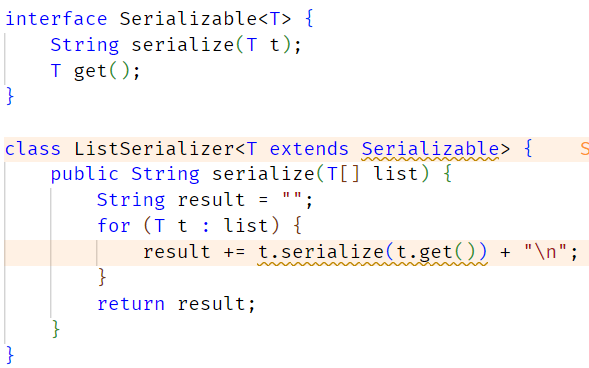 interface Serializable<T> {
    String serialize(T t);
    T get();
}

class ListSerializer<T extends Serializable> {    S
    public String serialize(T[] list) {
        String result = "";
        for (T t : list) {
            result += t.serialize(t.get()) + "\n";
        }
        return result;
    }
}